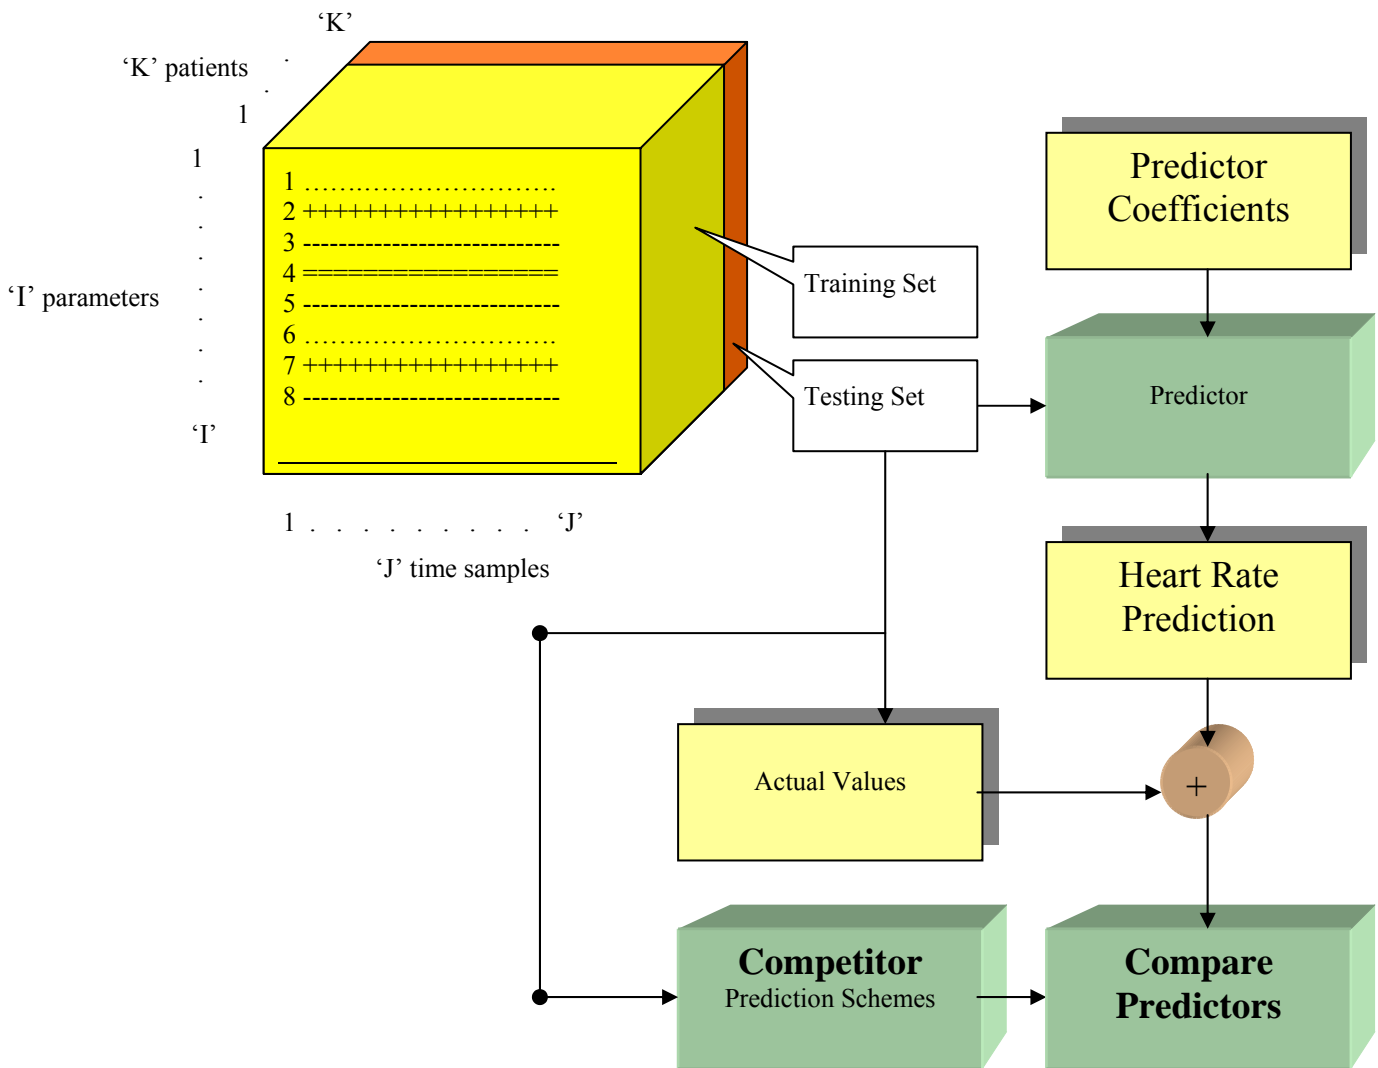 ‘K’
‘K’ patients
1
1
1 ..............................
2 +++++++++++++++++
3 -----------------------------
4 =================
5 -----------------------------
6 ..............................
7 +++++++++++++++++
8 -----------------------------
‘I’ parameters
‘I’
1 . . . . . . . . . ‘J’
‘J’ time samples
Training Set
Testing Set
Predictor
Coefficients
Predictor
Heart Rate
Prediction
Actual Values
+
Competitor
Prediction Schemes
Compare
Predictors